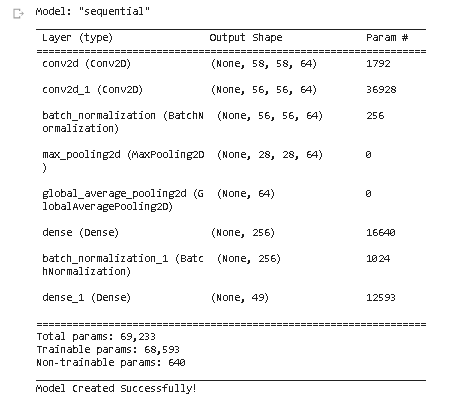 Model: "sequential"
Layer (type) Output Shape Param #
=================================================================
conv2d (Conv2D) (None, 58, 58, 64) 1792
conv2d_1 (Conv2D) (None, 56, 56, 64) 36928
batch_normalization (BatchN (None, 56, 56, 64) 256
ormalization)
max_pooling2d (MaxPooling2D (None, 28, 28, 64) 0
)
global_average_pooling2d (G (None, 64) 0
lobalAveragePooling2D)
dense (Dense) (None, 256) 16640
batch_normalization_1 (Batc (None, 256) 1024
hNormalization)
dense_1 (Dense) (None, 49) 12593
=================================================================
Total params: 69,233
Trainable params: 68,593
Non-trainable params: 640
Model Created Successfully!